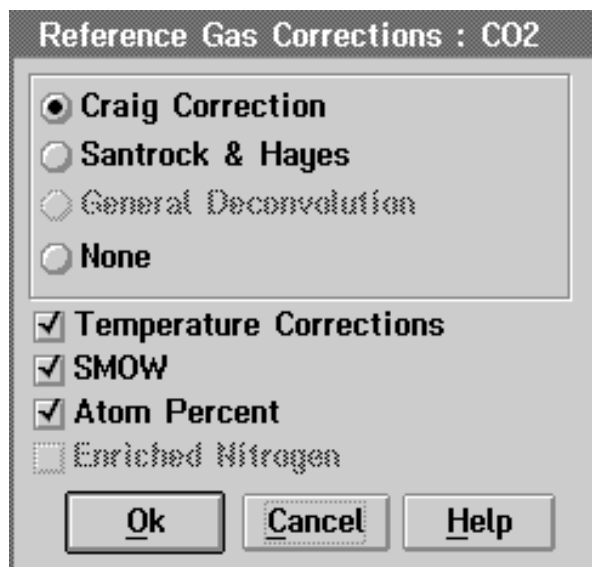 Reference Gas Corrections : CO2
Craig Correction
Santrock & Hayes
General Deconvolution
None
Temperature Corrections
SMOW
Atom Percent
Enriched Nitrogen
Ok Cancel Help